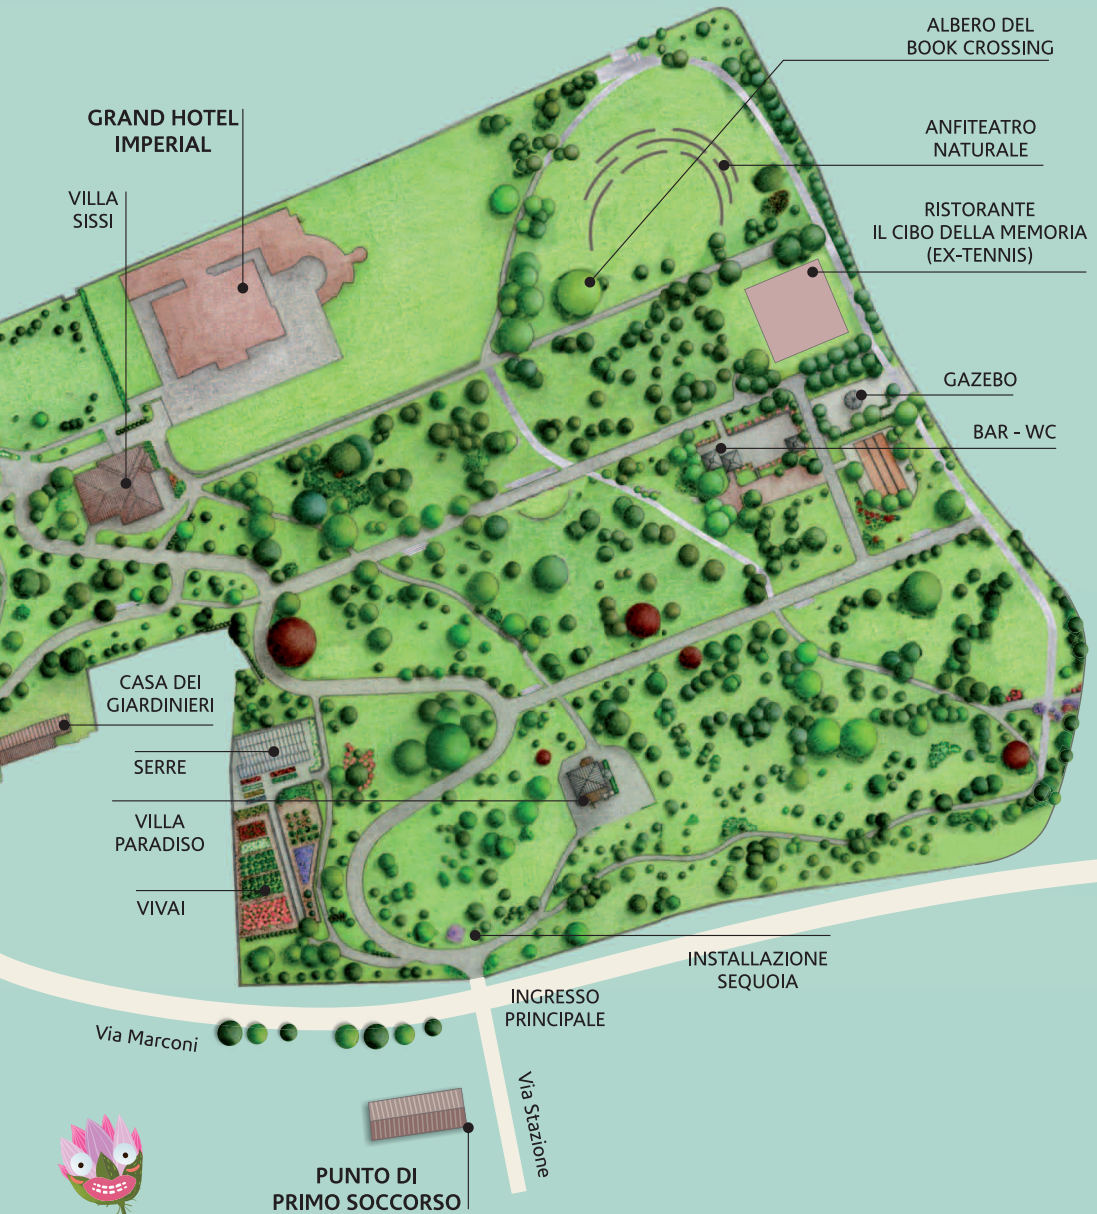 ALBERO DEL
BOOK CROSSING
GRAND HOTEL
IMPERIAL
ANFITEATRO
NATURALE
VILLA
SISSI
RISTORANTE
IL CIBO DELLA MEMORIA
(EX-TENNIS)
GAZEBO
BAR - WC
CASA DEI
GIARDINIERI
SERRE
VILLA
PARADISO
VIVAI
INSTALLAZIONE
SEQUOIA
INGRESSO
PRINCIPALE
Via Marconi
Via Stazione
PUNTO DI
PRIMO SOCCORSO